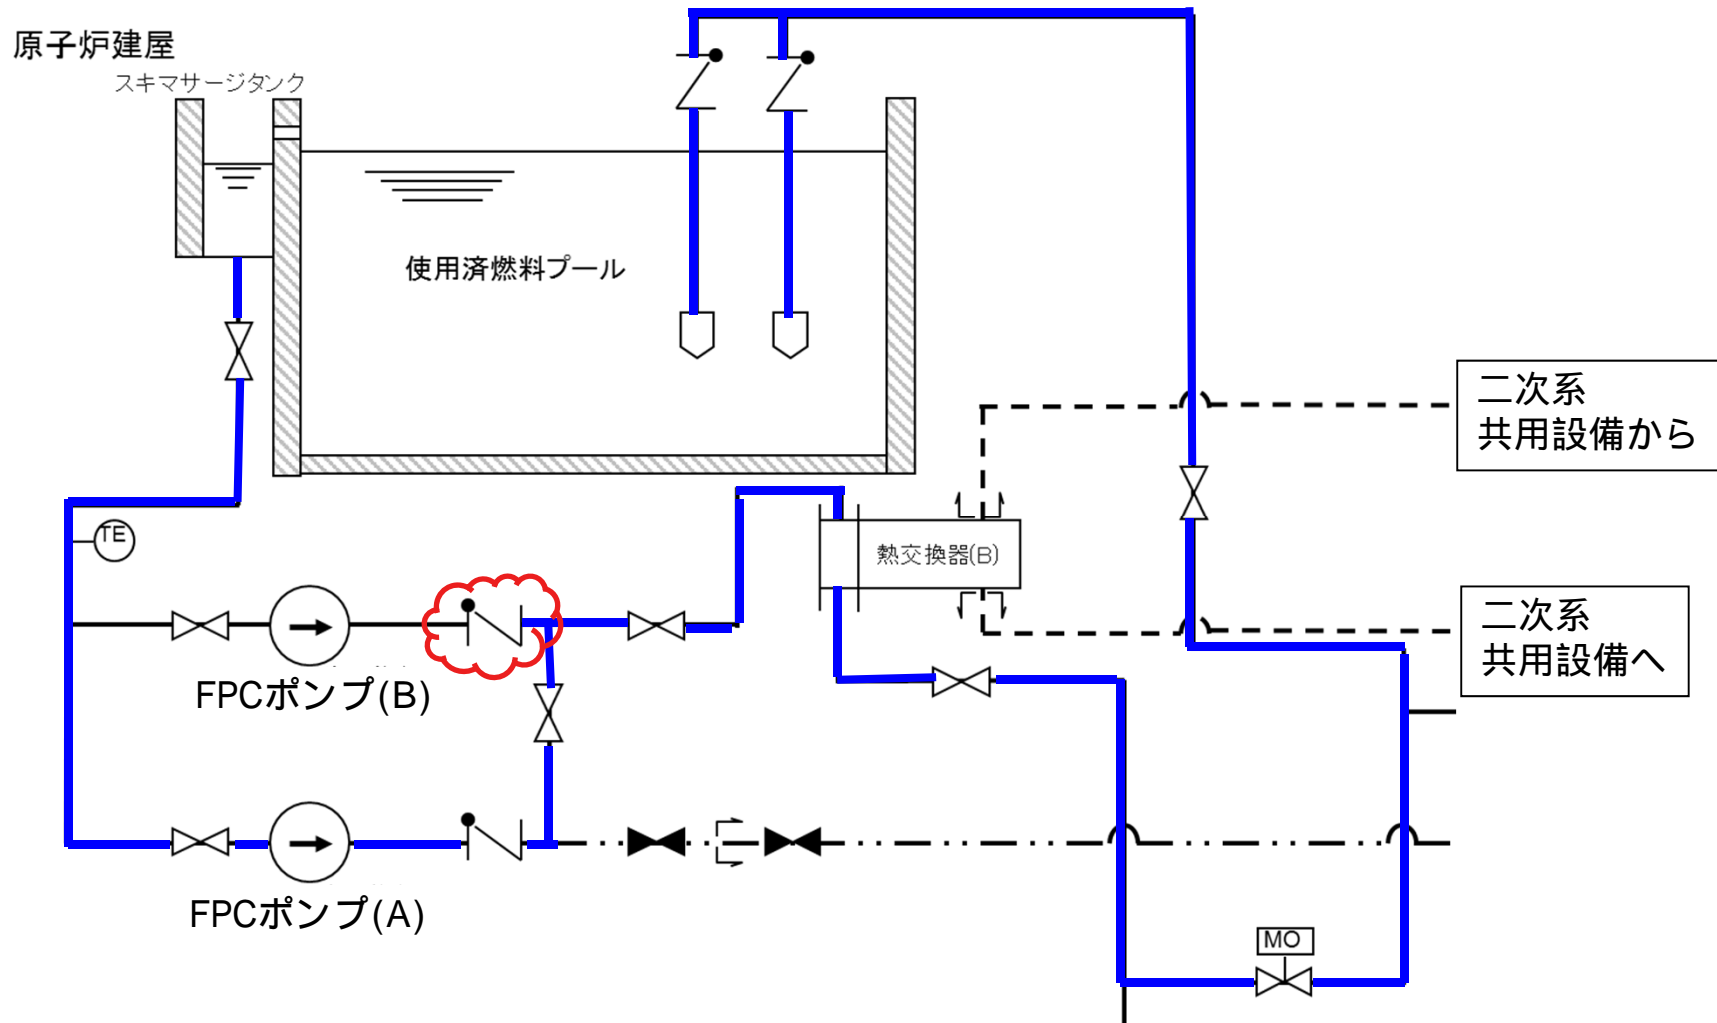 原子炉建屋
スキマサージタンク
使用済燃料プール
二次系
共用設備から
TE
熱交換器(B)
二次系
共用設備へ
FPCポンプ(B)
FPCポンプ(A)
MO